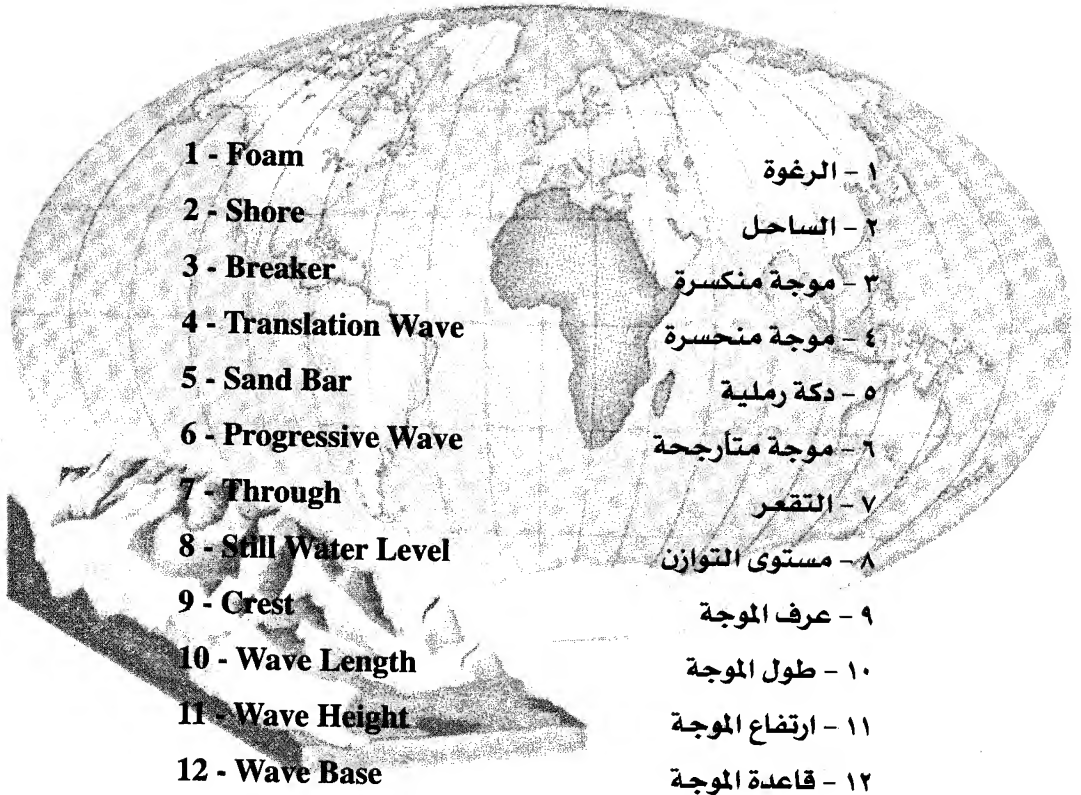 1 - Foam
2 - Shore
3 - Breaker
4 - Translation Wave
5 - Sand Bar
6 - Progressive Wave
7 - Through
8 - Still Water Level
9 - Crest
10 - Wave Length
11 - Wave Height
12 - Wave Base
١ - الرغوة
٢ - الساحل
٣ - موجة منكسرة
٤ - موجة منحسرة
٥ - دكة رملية
٦ - موجة متأرجحة
٧ - التقعر
٨ - مستوى التوازن
٩ - عرف الموجة
١٠ - طول الموجة
١١ - ارتفاع الموجة
١٢ - قاعدة الموجة